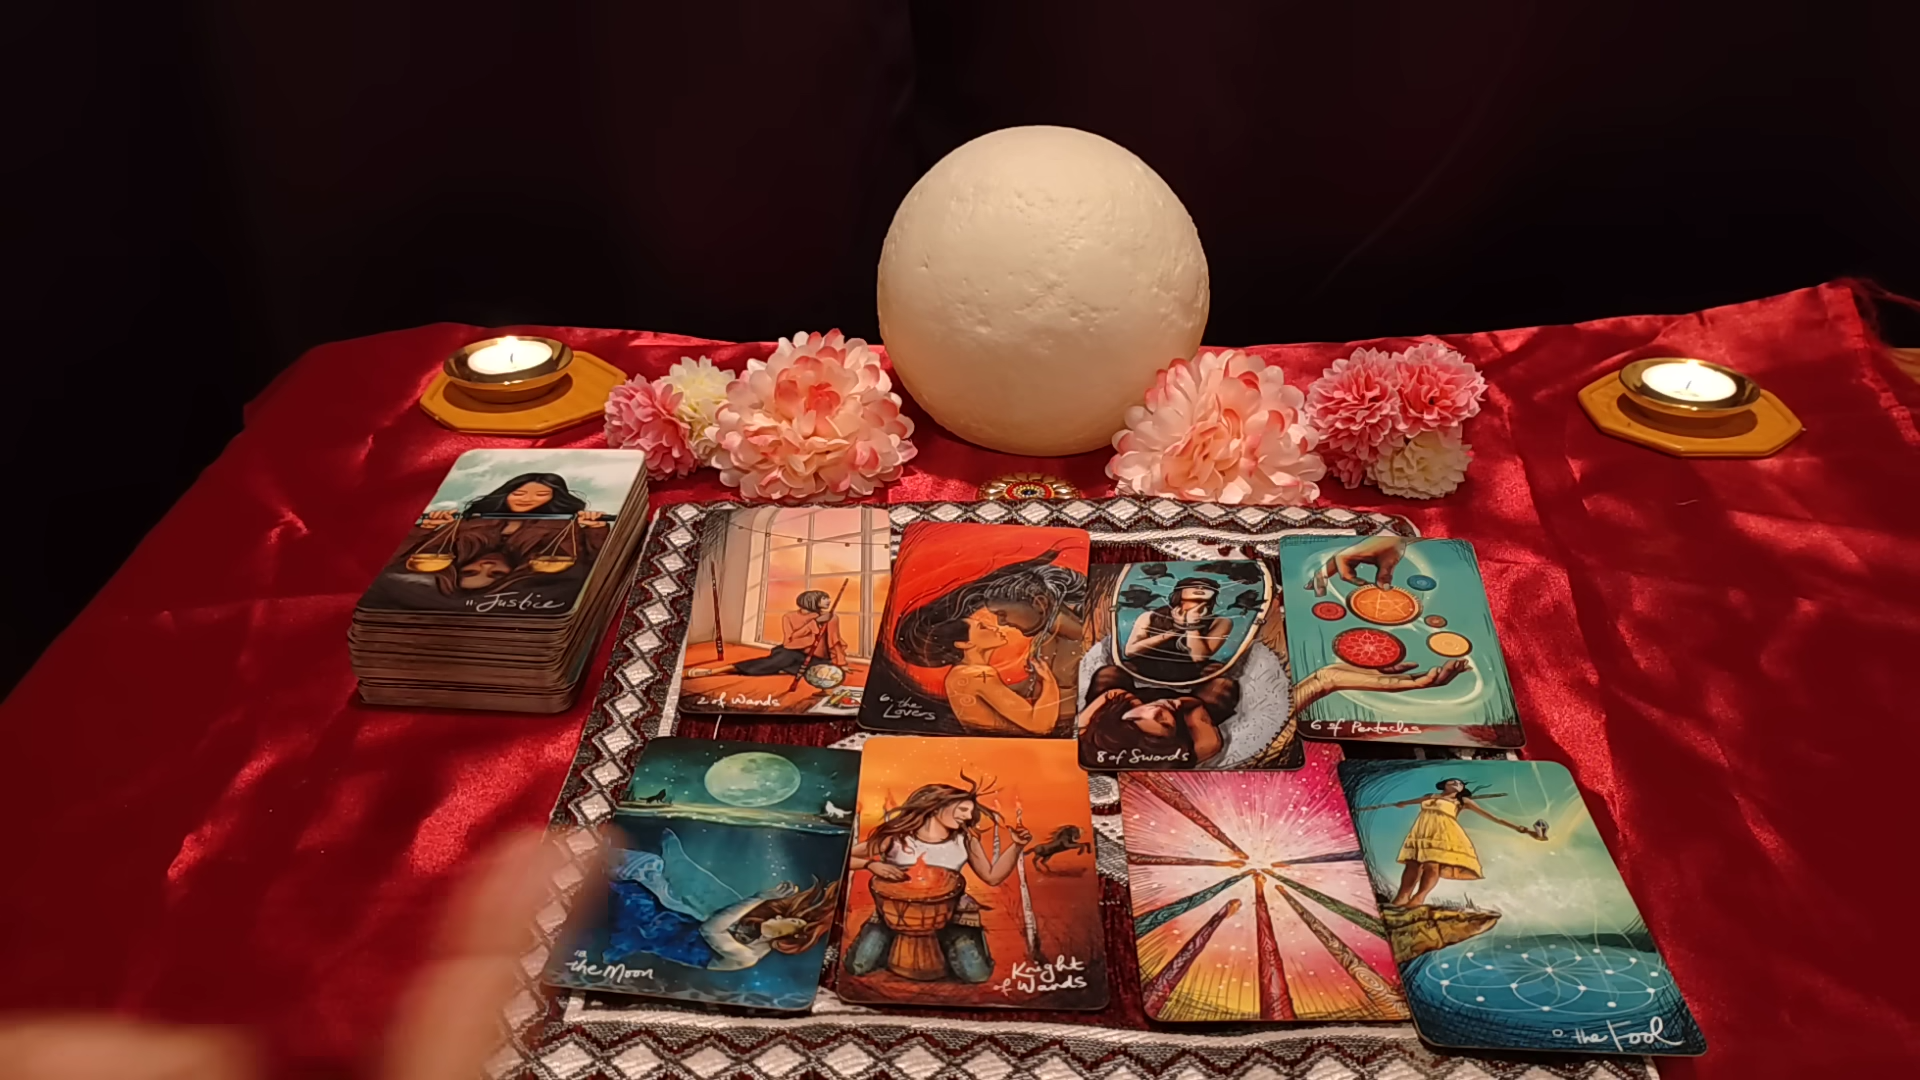 11 Justice
2 of Wands
6. the
Lovers
8 of Swords
6 of Pentacles
18
the Moon
Knight
of Wands
0 the Fool